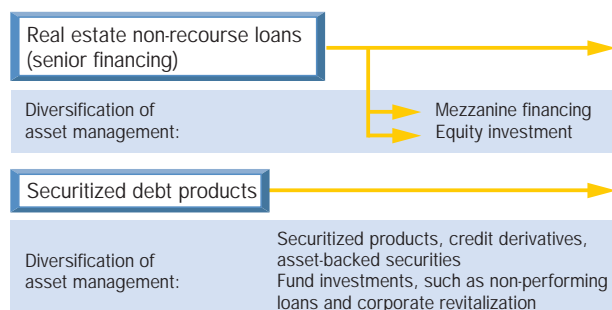 Real estate non-recourse loans
(senior financing)
Diversification of
asset management:
Mezzanine financing
Equity investment
Securitized debt products
Diversification of
asset management:
Securitized products, credit derivatives,
asset-backed securities
Fund investments, such as non-performing
loans and corporate revitalization